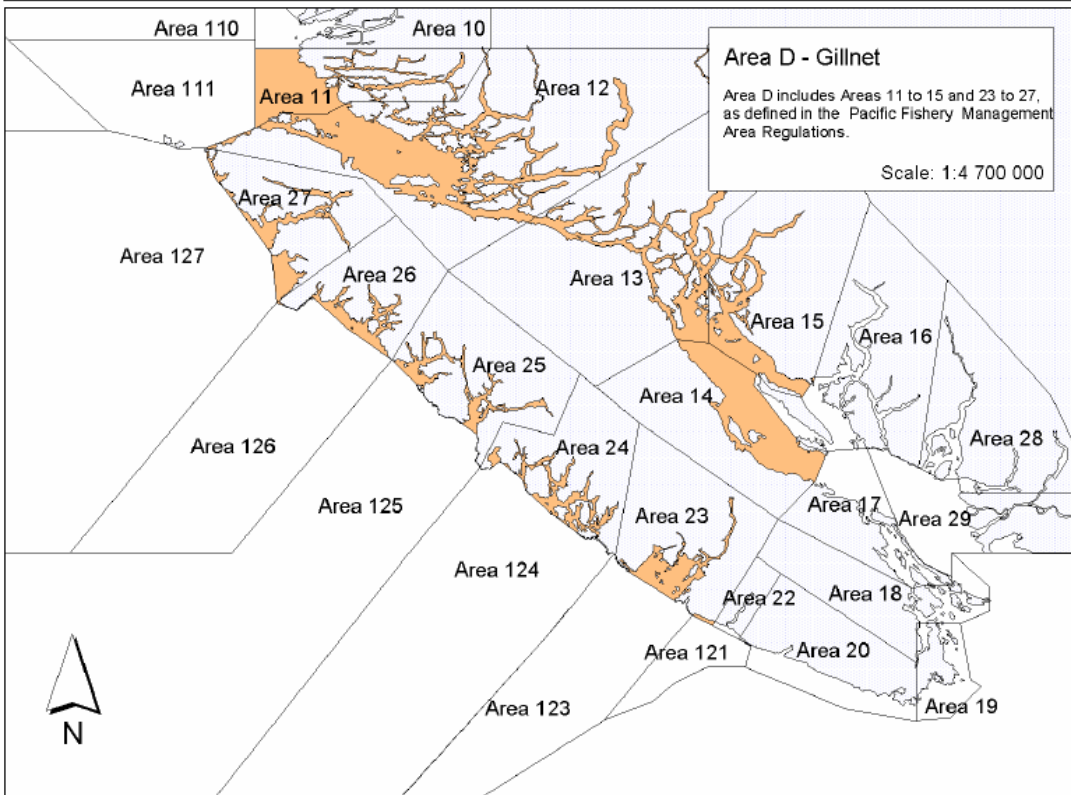 Area 110
Area 10
Area D - Gillnet
Area D includes Areas 11 to 15 and 23 to 27,
as defined in the Pacific Fishery Management
Area Regulations.
Scale: 1:4 700 000
Area 111
Area 11
Area 12
Area 27
Area 127
Area 26
Area 13
Area 15
Area 16
Area 25
Area 14
Area 126
Area 24
Area 28
Area 125
Area 23
Area 17
Area 29
Area 124
Area 22
Area 18
Area 121
Area 20
Area 123
Area 19
N